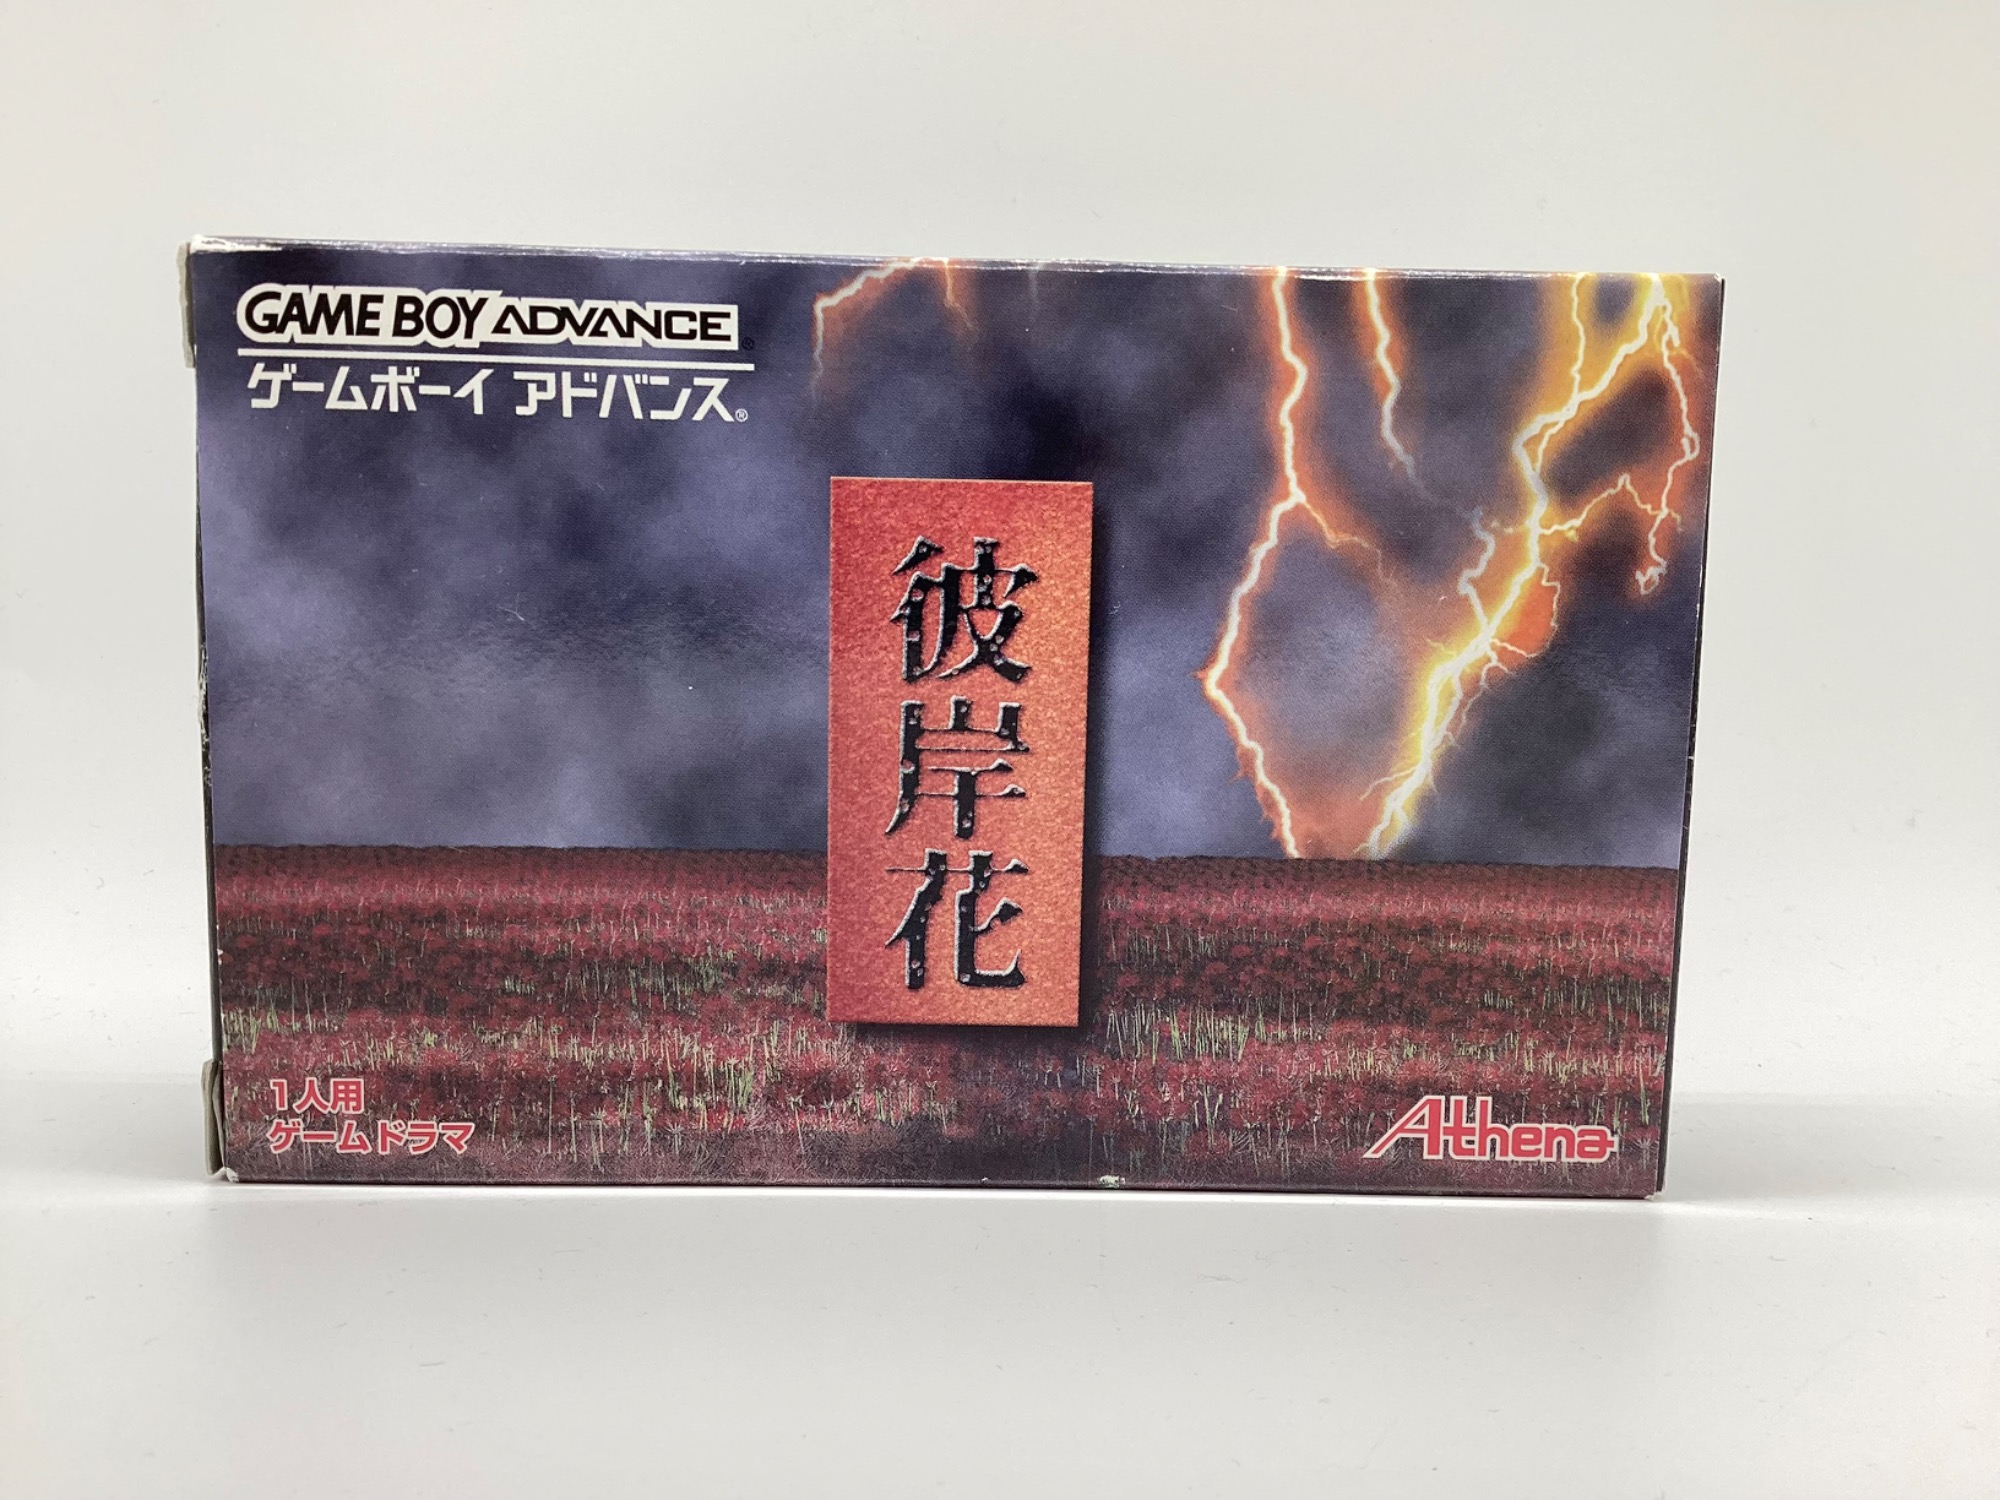 GAME BOY ADVANCE®
ゲームボーイ アドバンス®
彼岸花
1人用
ゲームドラマ
Athena